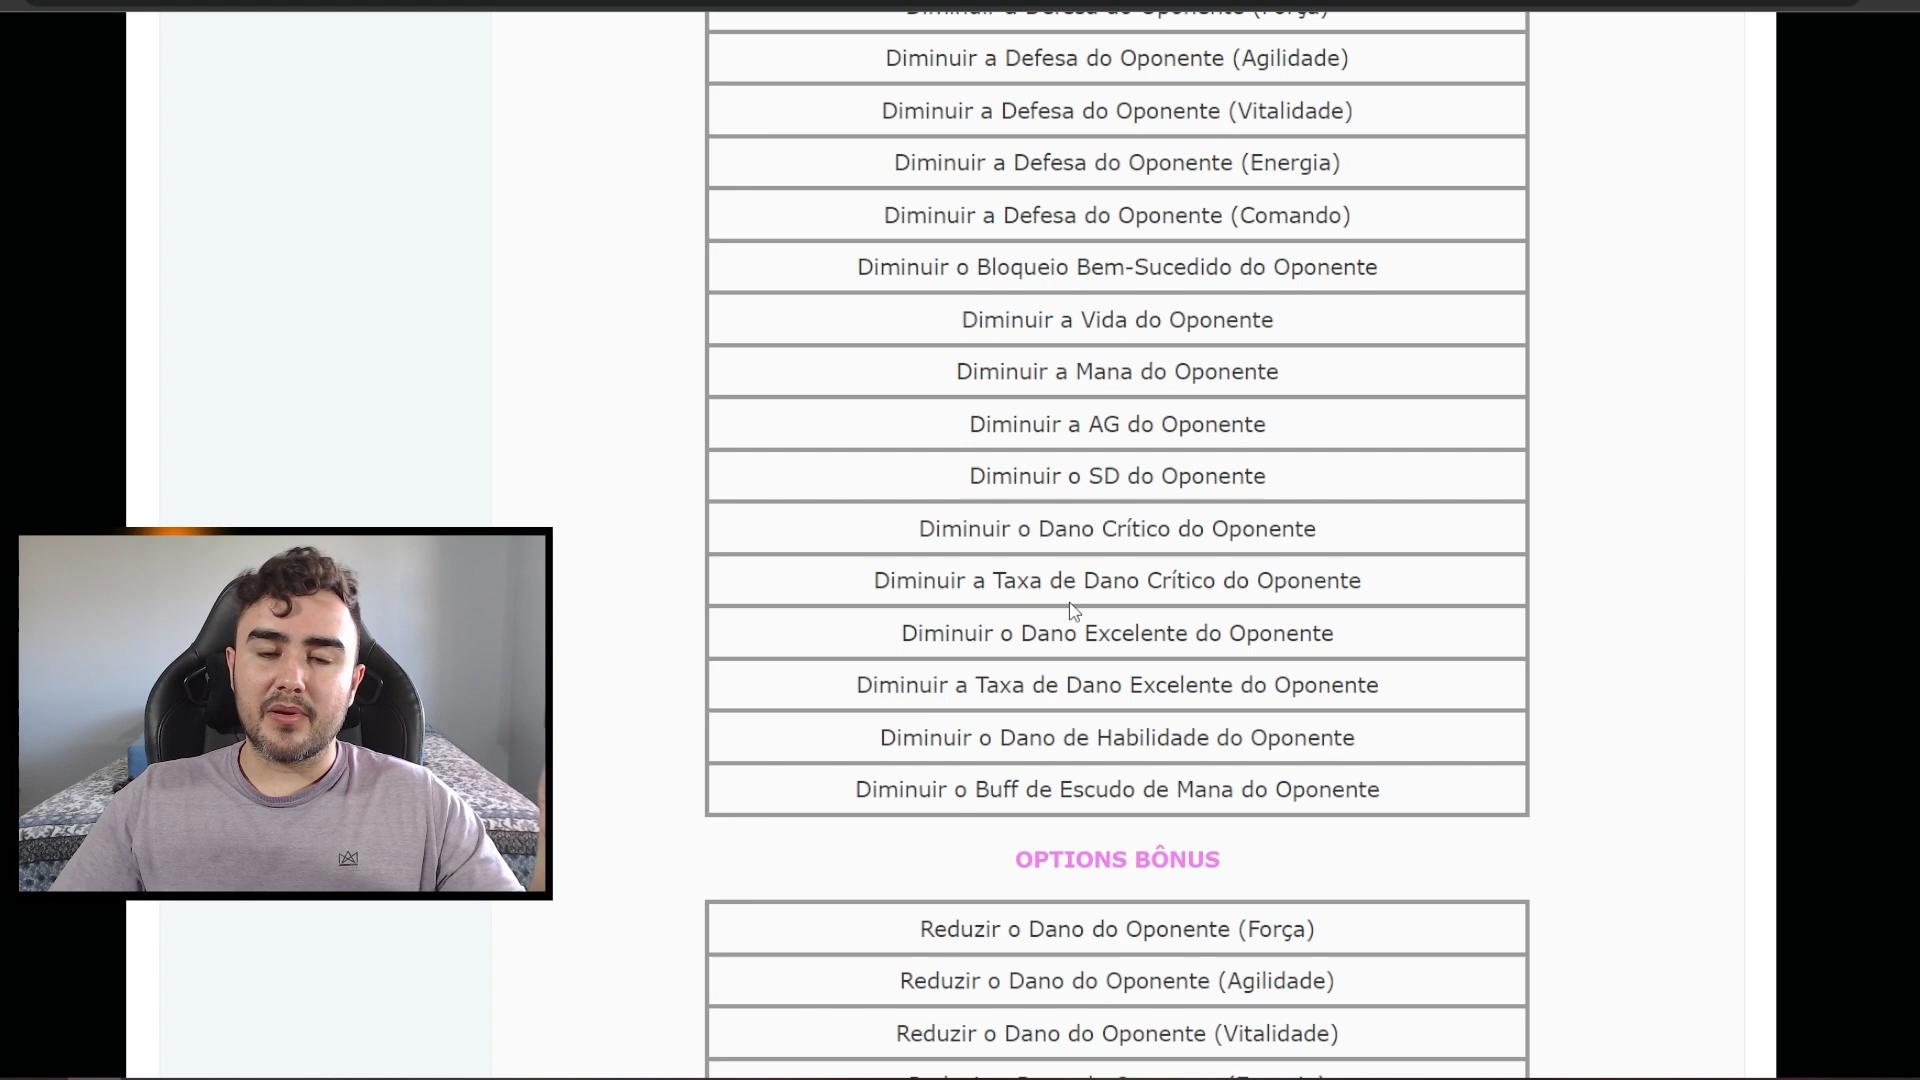 Diminuir a Defesa do Oponente (Força)
Diminuir a Defesa do Oponente (Agilidade)
Diminuir a Defesa do Oponente (Vitalidade)
Diminuir a Defesa do Oponente (Energia)
Diminuir a Defesa do Oponente (Comando)
Diminuir o Bloqueio Bem-Sucedido do Oponente
Diminuir a Vida do Oponente
Diminuir a Mana do Oponente
Diminuir a AG do Oponente
Diminuir o SD do Oponente
Diminuir o Dano Crítico do Oponente
Diminuir a Taxa de Dano Crítico do Oponente
Diminuir o Dano Excelente do Oponente
Diminuir a Taxa de Dano Excelente do Oponente
Diminuir o Dano de Habilidade do Oponente
Diminuir o Buff de Escudo de Mana do Oponente
OPTIONS BÔNUS
Reduzir o Dano do Oponente (Força)
Reduzir o Dano do Oponente (Agilidade)
Reduzir o Dano do Oponente (Vitalidade)